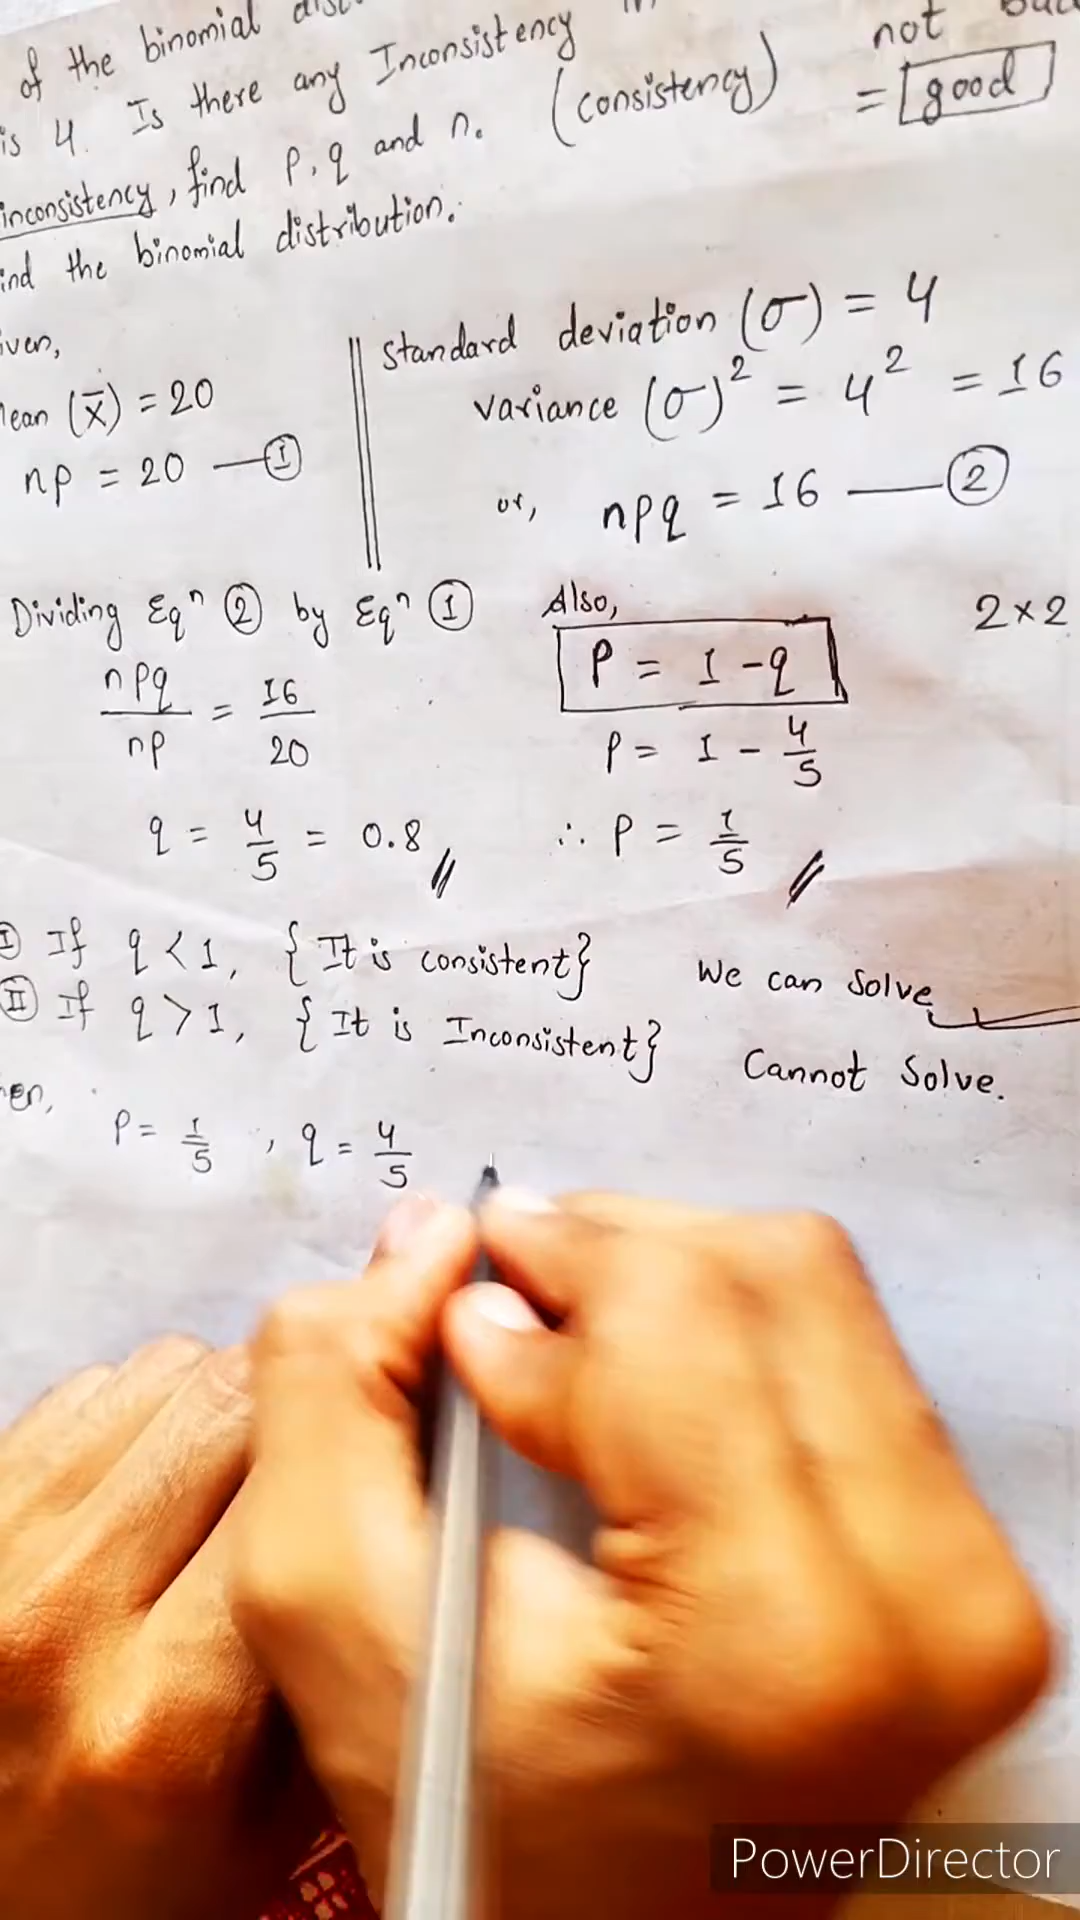 of the binomial
is 4. Is there any Inconsistency
not
(consistency) = good
inconsistency, find p, q and n.
the binomial distribution.
Standard deviation (σ) = 4
(x̄) = 20
variance (σ)² = 4² = 16
np = 20 — ①
or, npq = 16 — ②
Dividing Eqⁿ ② by Eqⁿ ①
npq/np = 16/20
q = 4/5 = 0.8 //
Also,
P = 1 - q
P = 1 - 4/5
∴ P = 1/5 //
2×2
Ⓘ If q < 1, {It is consistent} We can solve
Ⓘⓘ If q > 1, {It is Inconsistent} Cannot Solve.
P = 1/5 , q = 4/5
PowerDirector